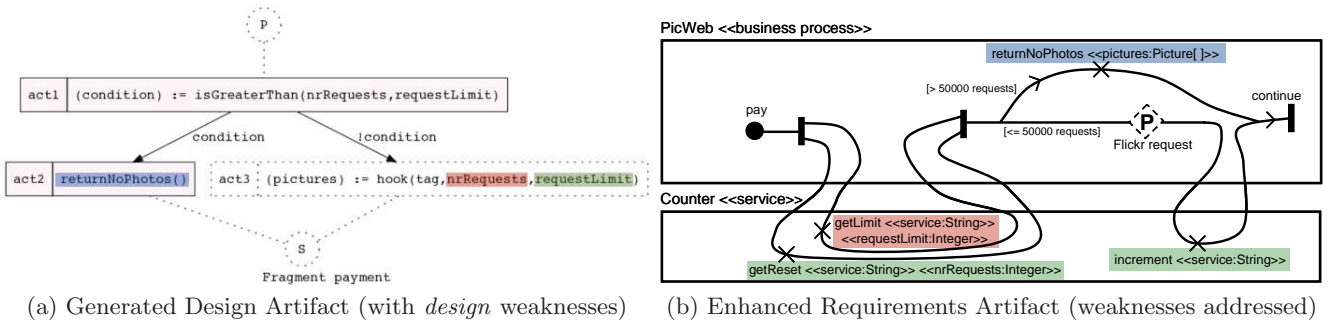 P
act1 (condition) := isGreaterThan(nrRequests,requestLimit)
condition !condition
act2 returnNoPhotos()
act3 (pictures) := hook(tag,nrRequests,requestLimit)
S
Fragment payment
(a) Generated Design Artifact (with design weaknesses)
PicWeb <<business process>>
returnNoPhotos <<pictures:Picture[ ]>>
[> 50000 requests]
pay
continue
P
[<= 50000 requests]
Flickr request
Counter <<service>>
getLimit <<service:String>>
<<requestLimit:Integer>>
getReset <<service:String>> <<nrRequests:Integer>>
increment <<service:String>>
(b) Enhanced Requirements Artifact (weaknesses addressed)